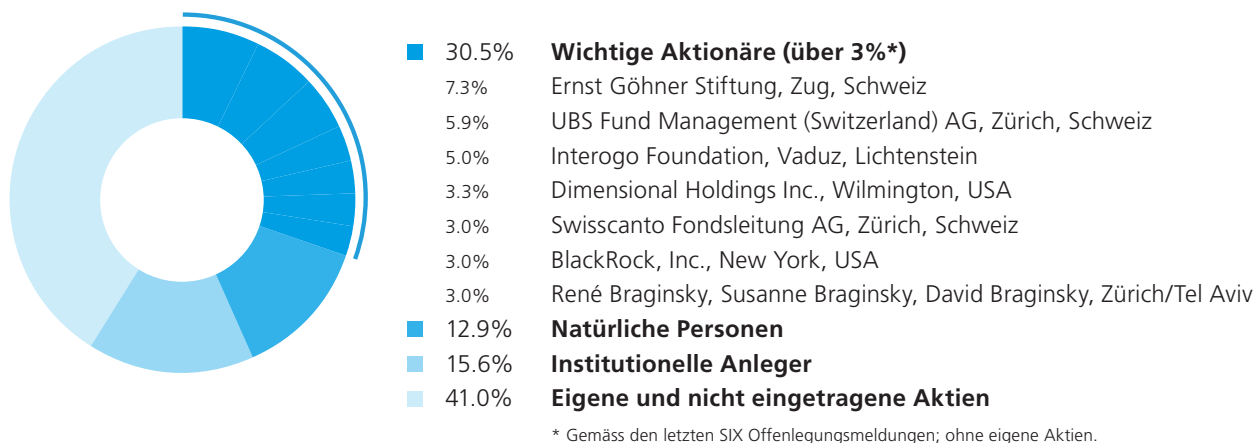 30.5% Wichtige Aktionäre (über 3%*)
7.3% Ernst Göhner Stiftung, Zug, Schweiz
5.9% UBS Fund Management (Switzerland) AG, Zürich, Schweiz
5.0% Interogo Foundation, Vaduz, Lichtenstein
3.3% Dimensional Holdings Inc., Wilmington, USA
3.0% Swisscanto Fondsleitung AG, Zürich, Schweiz
3.0% BlackRock, Inc., New York, USA
3.0% René Braginsky, Susanne Braginsky, David Braginsky, Zürich/Tel Aviv
12.9% Natürliche Personen
15.6% Institutionelle Anleger
41.0% Eigene und nicht eingetragene Aktien
* Gemäss den letzten SIX Offenlegungsmeldungen; ohne eigene Aktien.